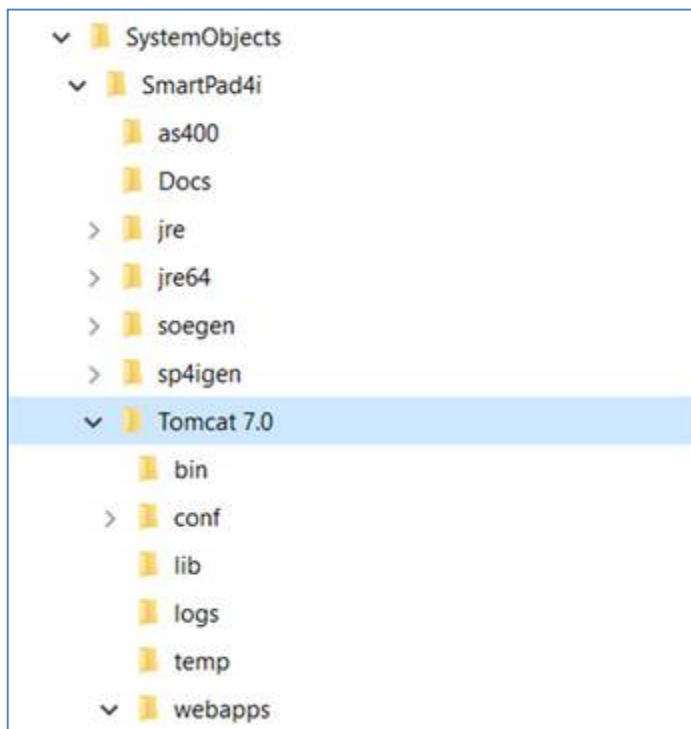 SystemObjects
SmartPad4i
as400
Docs
jre
jre64
soegen
sp4igen
Tomcat 7.0
bin
conf
lib
logs
temp
webapps